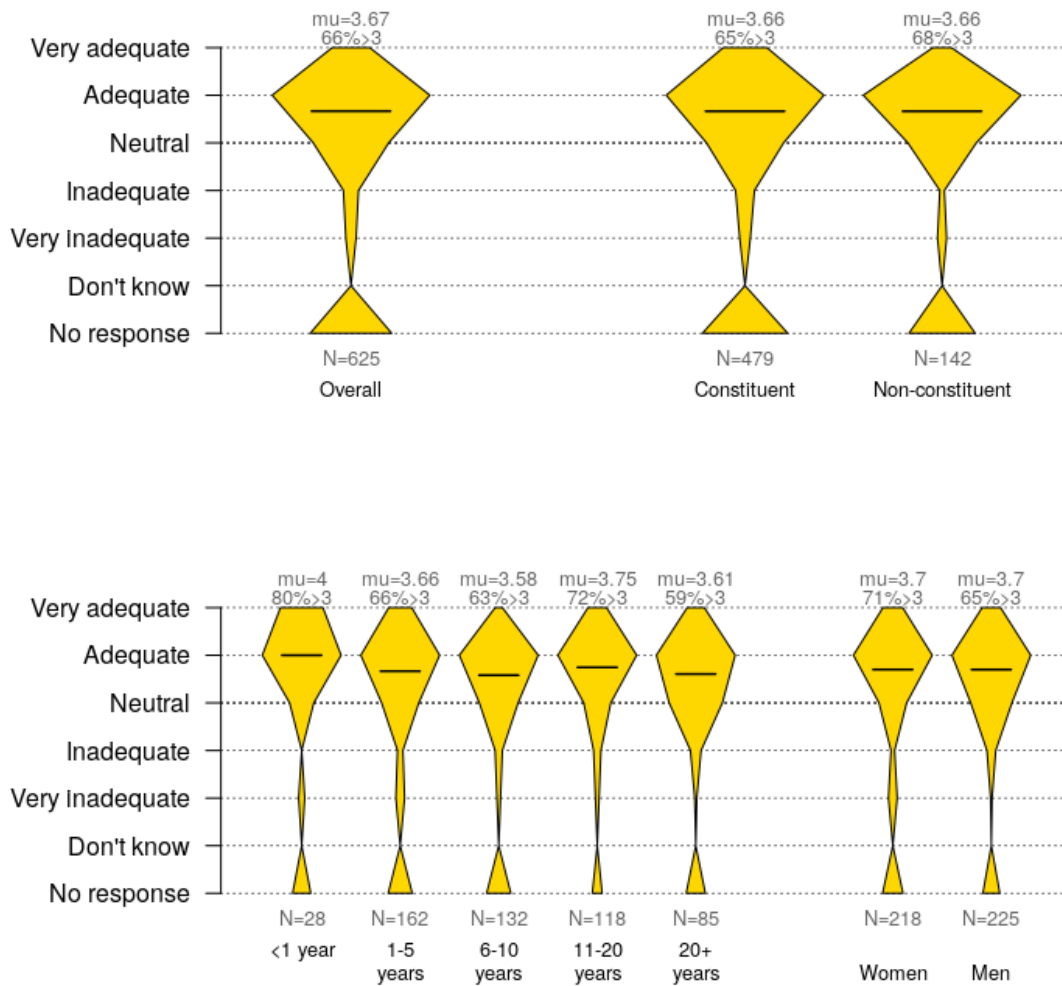 mu=3.67 mu=3.66 mu=3.66
66%>3 65%>3 68%>3
Very adequate
Adequate
Neutral
Inadequate
Very inadequate
Don't know
No response
N=625 N=479 N=142
Overall Constituent Non-constituent
mu=4 mu=3.66 mu=3.58 mu=3.75 mu=3.61 mu=3.7 mu=3.7
80%>3 66%>3 63%>3 72%>3 59%>3 71%>3 65%>3
Very adequate
Adequate
Neutral
Inadequate
Very inadequate
Don't know
No response
N=28 N=162 N=132 N=118 N=85 N=218 N=225
<1 year 1-5 6-10 11-20 20+
years years years years Women Men